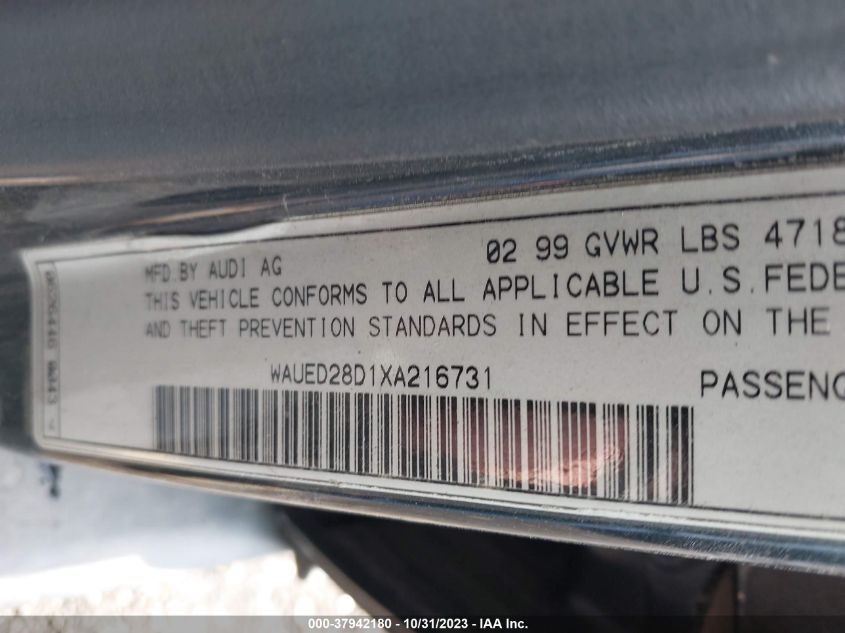 MFD.BY AUDI AG 02 99 GVWR LBS 4718
THIS VEHICLE CONFORMS TO ALL APPLICABLE U.S.FEDE
AND THEFT PREVENTION STANDARDS IN EFFECT ON THE
WAUED28D1XA216731 PASSENG
000-37942180 - 10/31/2023 - IAA Inc.